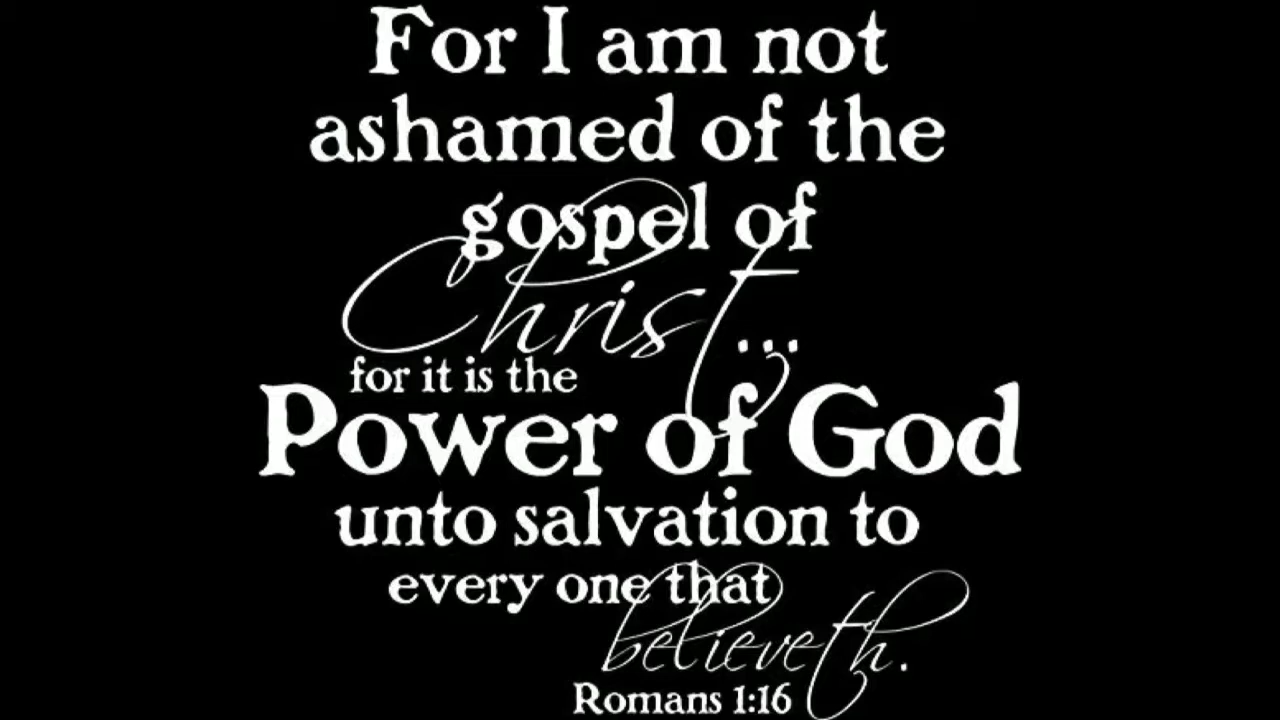 For I am not
ashamed of the
gospel of
Christ...
for it is the
Power of God
unto salvation to
every one that
believeth.
Romans 1:16